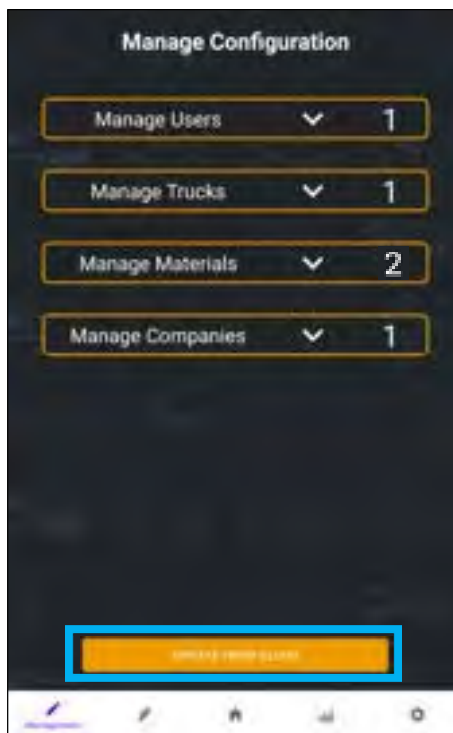 Manage Configuration
Manage Users 1
Manage Trucks 1
Manage Materials 2
Manage Companies 1